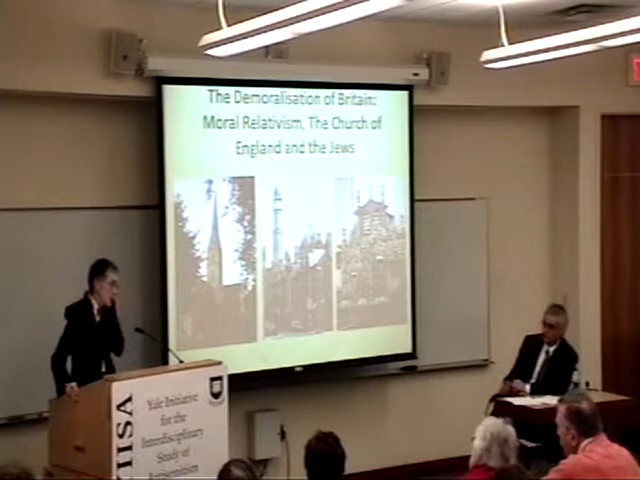 The Demoralisation of Britain:
Moral Relativism, The Church of
England and the Jews
YIISA
Yale Initiative
for the
Interdisciplinary
Study of
Antisemitism